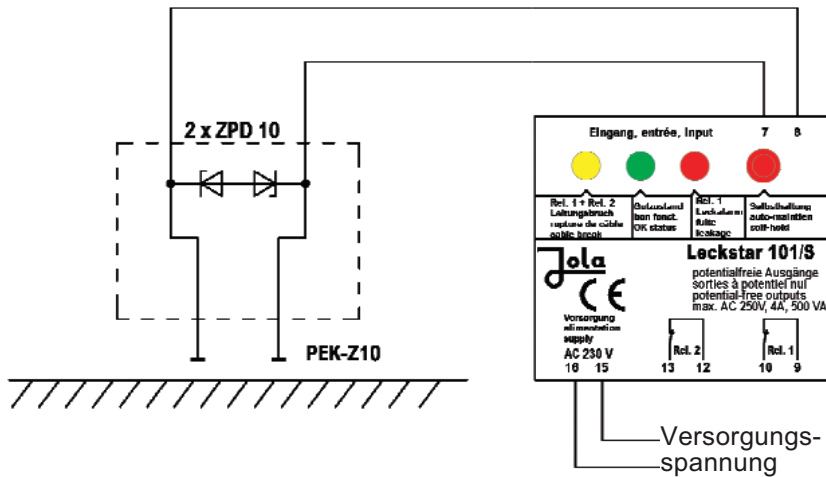 2 x ZPD 10
PEK-Z10
Eingang, entrée, Input 7 8
Rel. 1 + Rel. 2
Leitungsbruch
rupture de câble
cable break
Gutzustand
bon fonct.
OK status
Rel. 1
Leckalarm
fuite
leakage
Selbsthaltung
auto-maintien
self-hold
Jola
CE
Leckstar 101/S
potentialfreie Ausgänge
sorties à potentiel nul
potential-free outputs
max. AC 250V, 4A, 500 VA
Versorgung
alimentation
supply
AC 230 V
16 15
Rel. 2
13 12
Rel. 1
10 9
Versorgungs-
spannung